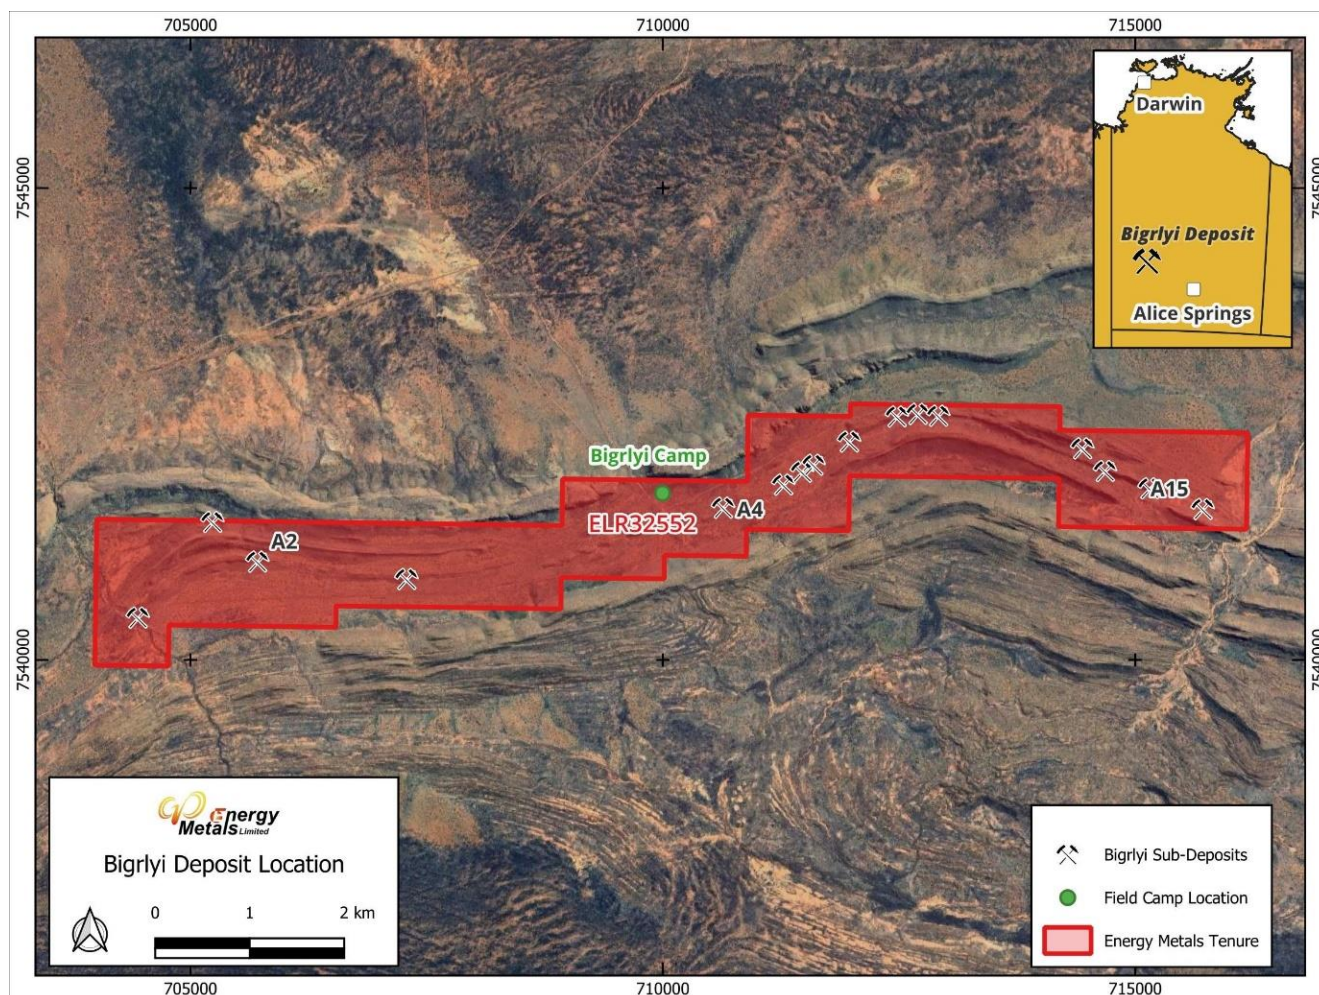 705000
710000
715000
7545000
7545000
Darwin
Bigrlyi Deposit
Alice Springs
Bigrlyi Camp
ELR32552
A4
A15
A2
7540000
7540000
Energy
Metals Limited
Bigrlyi Deposit Location
0 1 2 km
Bigrlyi Sub-Deposits
Field Camp Location
Energy Metals Tenure
705000
710000
715000